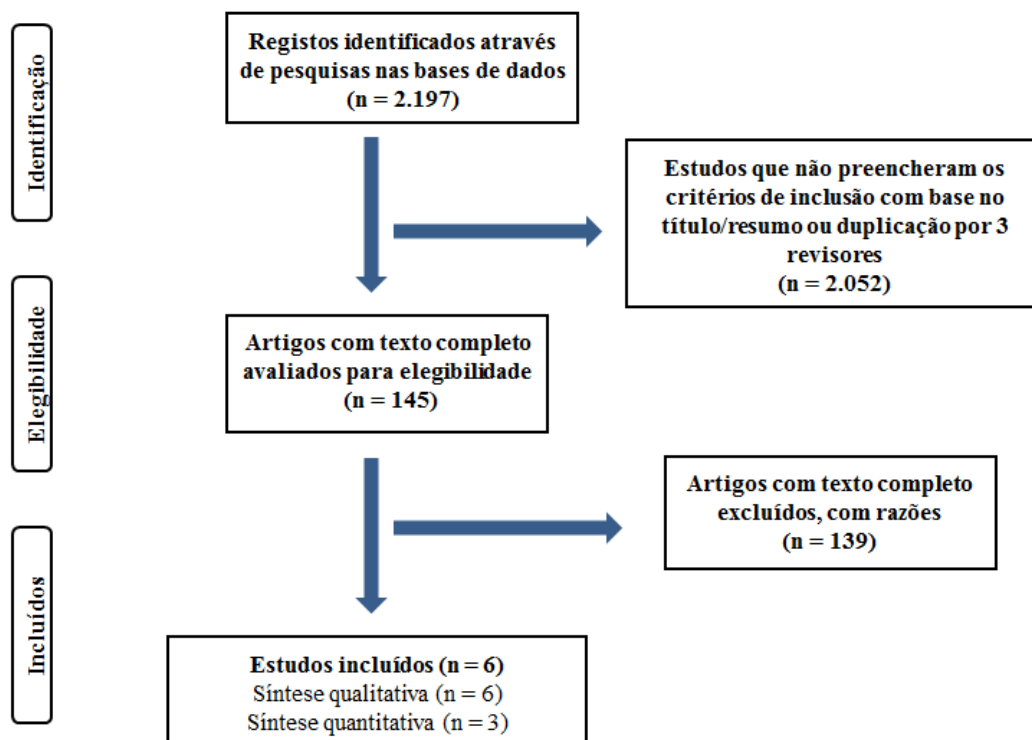 Identificação
Registos identificados através
de pesquisas nas bases de dados
(n = 2.197)
Estudos que não preencheram os
critérios de inclusão com base no
título/resumo ou duplicação por 3
revisores
(n = 2.052)
Elegibilidade
Artigos com texto completo
avaliados para elegibilidade
(n = 145)
Artigos com texto completo
excluídos, com razões
(n = 139)
Incluídos
Estudos incluídos (n = 6)
Síntese qualitativa (n = 6)
Síntese quantitativa (n = 3)